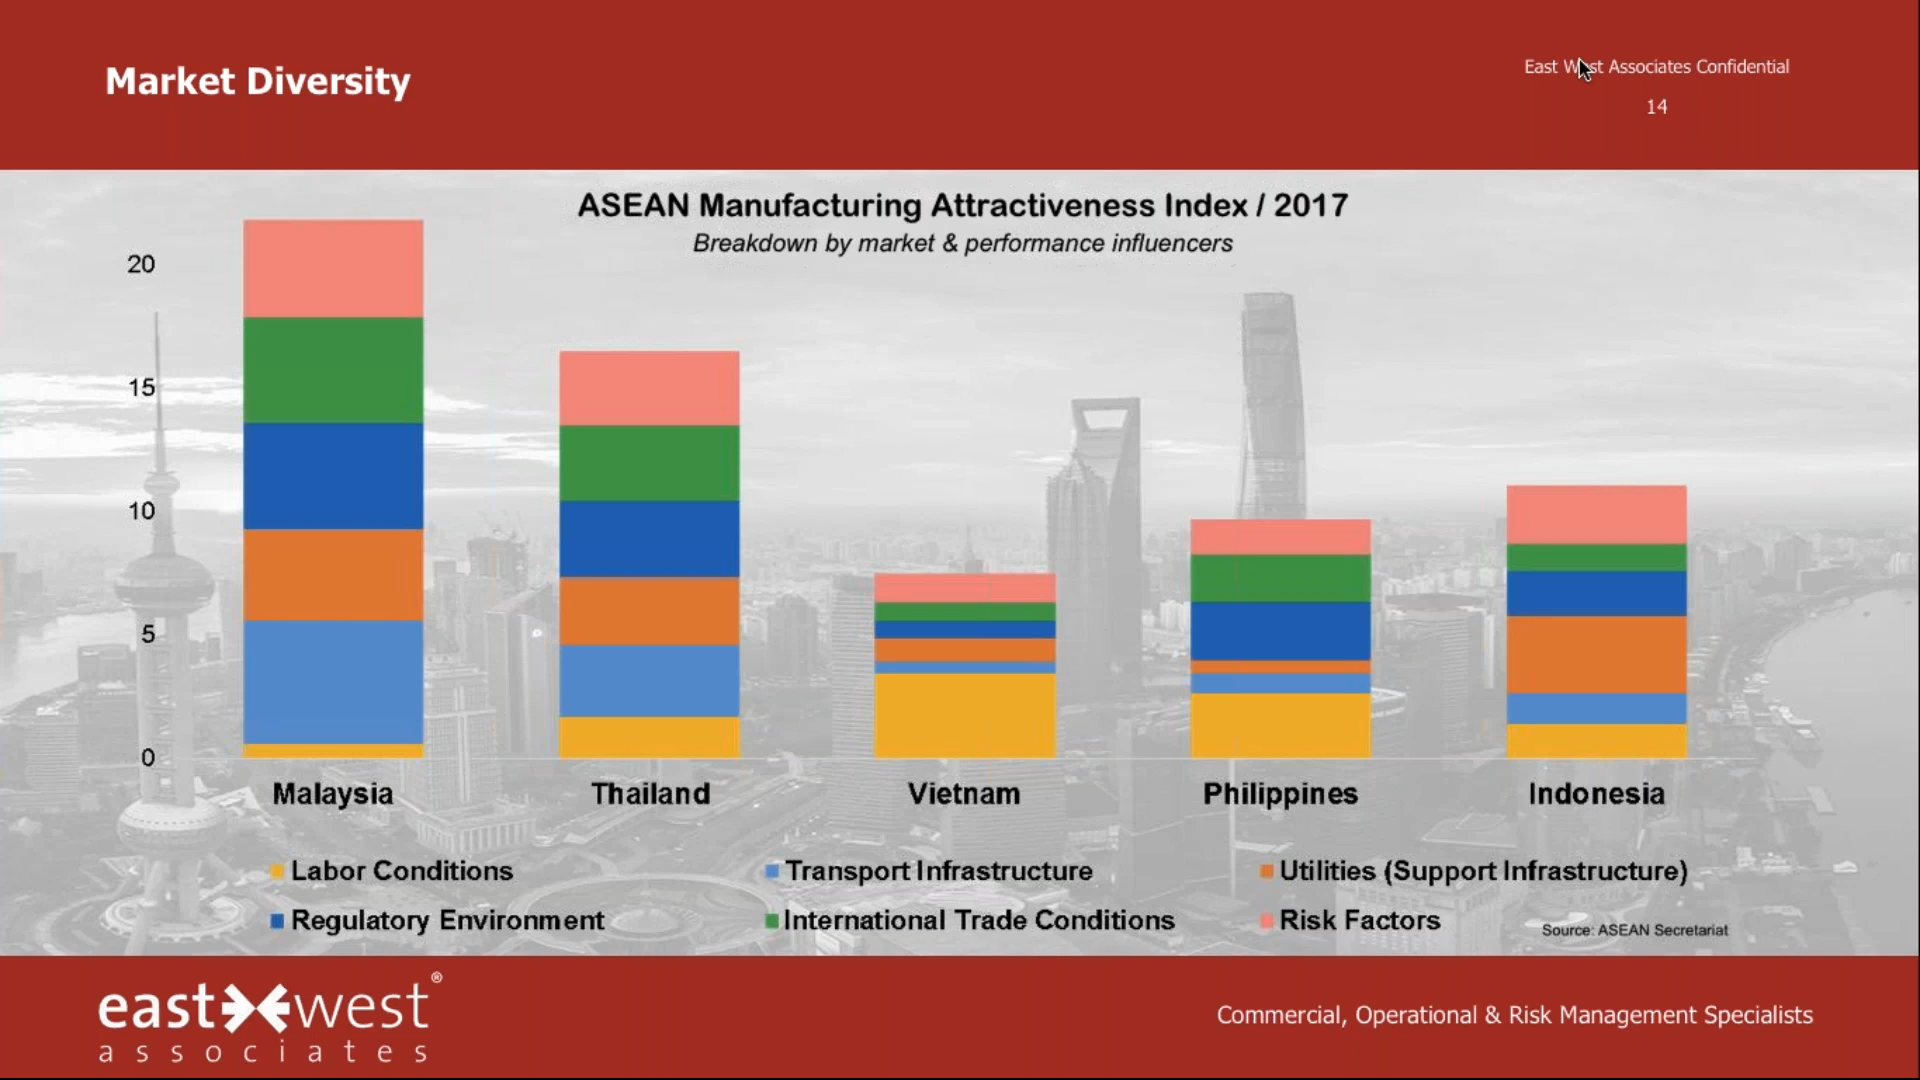 Market Diversity
East West Associates Confidential
14
ASEAN Manufacturing Attractiveness Index / 2017
Breakdown by market & performance influencers
20
15
10
5
0
Malaysia
Thailand
Vietnam
Philippines
Indonesia
Labor Conditions
Transport Infrastructure
Utilities (Support Infrastructure)
Regulatory Environment
International Trade Conditions
Risk Factors
Source: ASEAN Secretariat
east west®
associates
Commercial, Operational & Risk Management Specialists